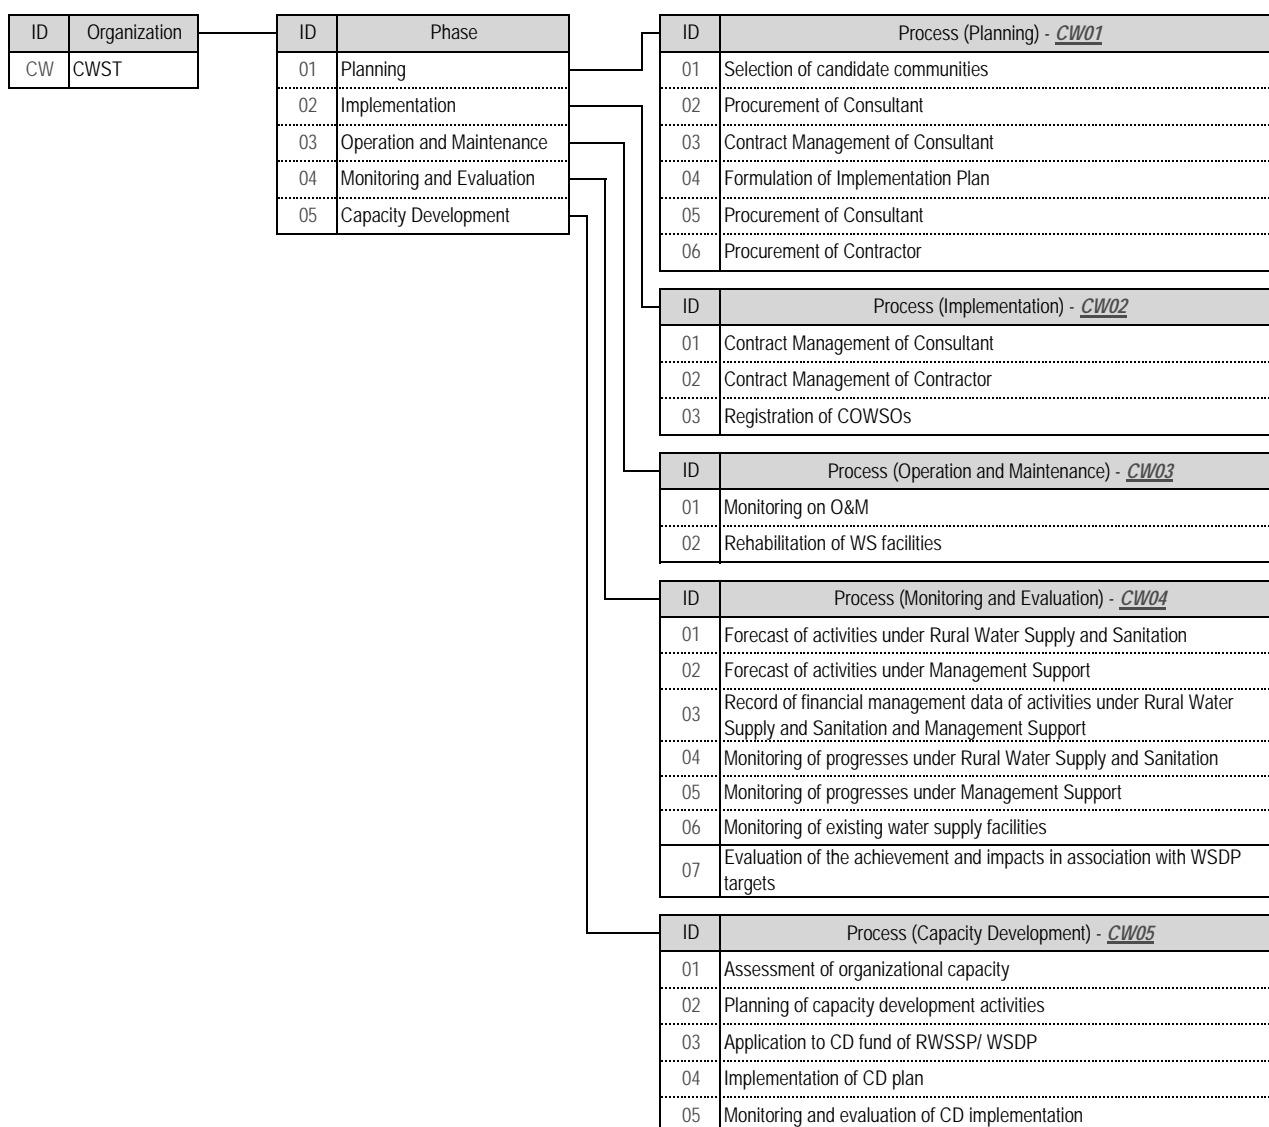 ID Organization
CW CWST
ID Phase
01 Planning
02 Implementation
03 Operation and Maintenance
04 Monitoring and Evaluation
05 Capacity Development
ID Process (Planning) - CW01
01 Selection of candidate communities
02 Procurement of Consultant
03 Contract Management of Consultant
04 Formulation of Implementation Plan
05 Procurement of Consultant
06 Procurement of Contractor
ID Process (Implementation) - CW02
01 Contract Management of Consultant
02 Contract Management of Contractor
03 Registration of COWSOs
ID Process (Operation and Maintenance) - CW03
01 Monitoring on O&M
02 Rehabilitation of WS facilities
ID Process (Monitoring and Evaluation) - CW04
01 Forecast of activities under Rural Water Supply and Sanitation
02 Forecast of activities under Management Support
03 Record of financial management data of activities under Rural Water
Supply and Sanitation and Management Support
04 Monitoring of progresses under Rural Water Supply and Sanitation
05 Monitoring of progresses under Management Support
06 Monitoring of existing water supply facilities
07 Evaluation of the achievement and impacts in association with WSDP
targets
ID Process (Capacity Development) - CW05
01 Assessment of organizational capacity
02 Planning of capacity development activities
03 Application to CD fund of RWSSP/ WSDP
04 Implementation of CD plan
05 Monitoring and evaluation of CD implementation